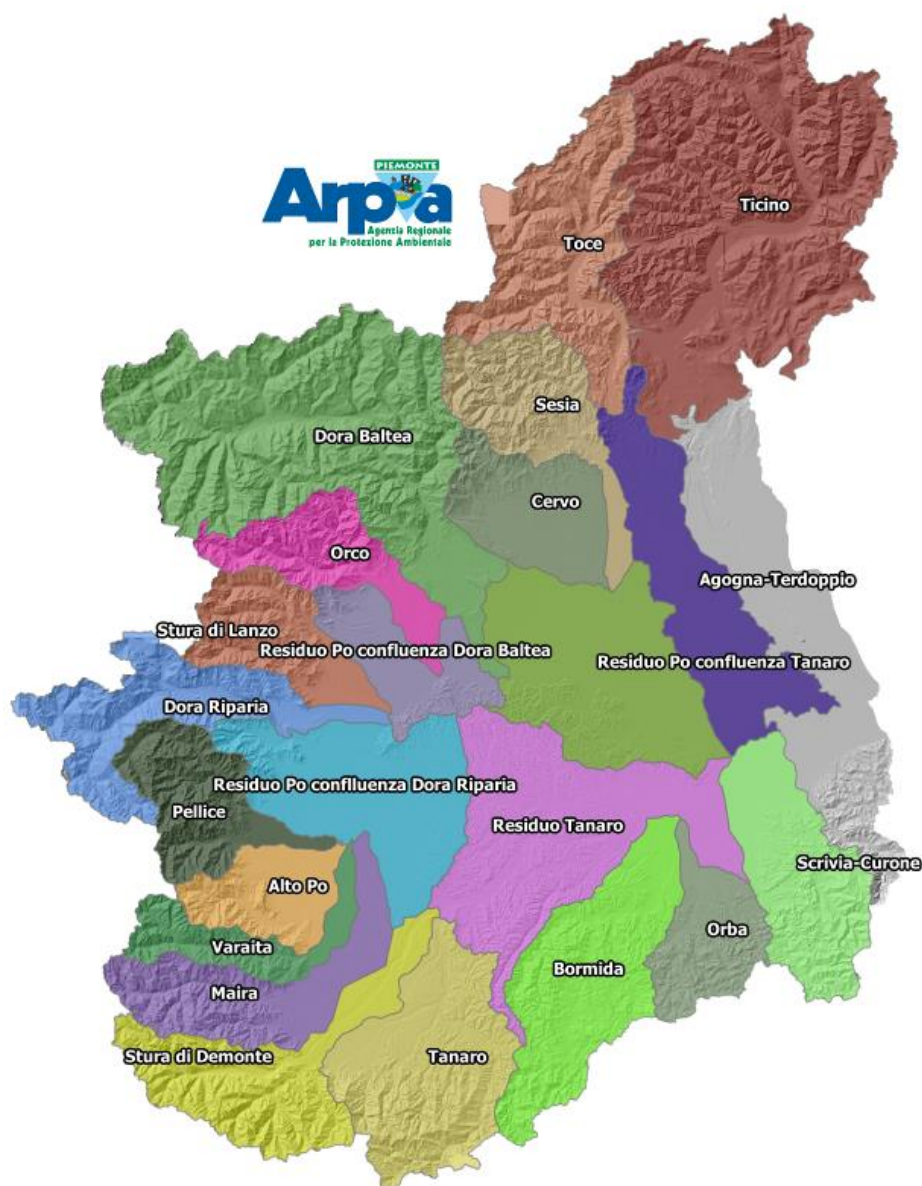 PIEMONTE
Arpa
Agenzia Regionale
per la Protezione Ambientale
Ticino
Toce
Sesia
Dora Baltea
Cervo
Orco
Agogna-Terdoppio
Stura di Lanzo
Residuo Po confluenza Dora Baltea
Residuo Po confluenza Tanaro
Dora Riparia
Residuo Po conffluenza Dora Riparia
Pellice
Residuo Tanaro
Scrivia-Curone
Alto Po
Orba
Varaita
Bormida
Maira
Stura di Demonte
Tanaro